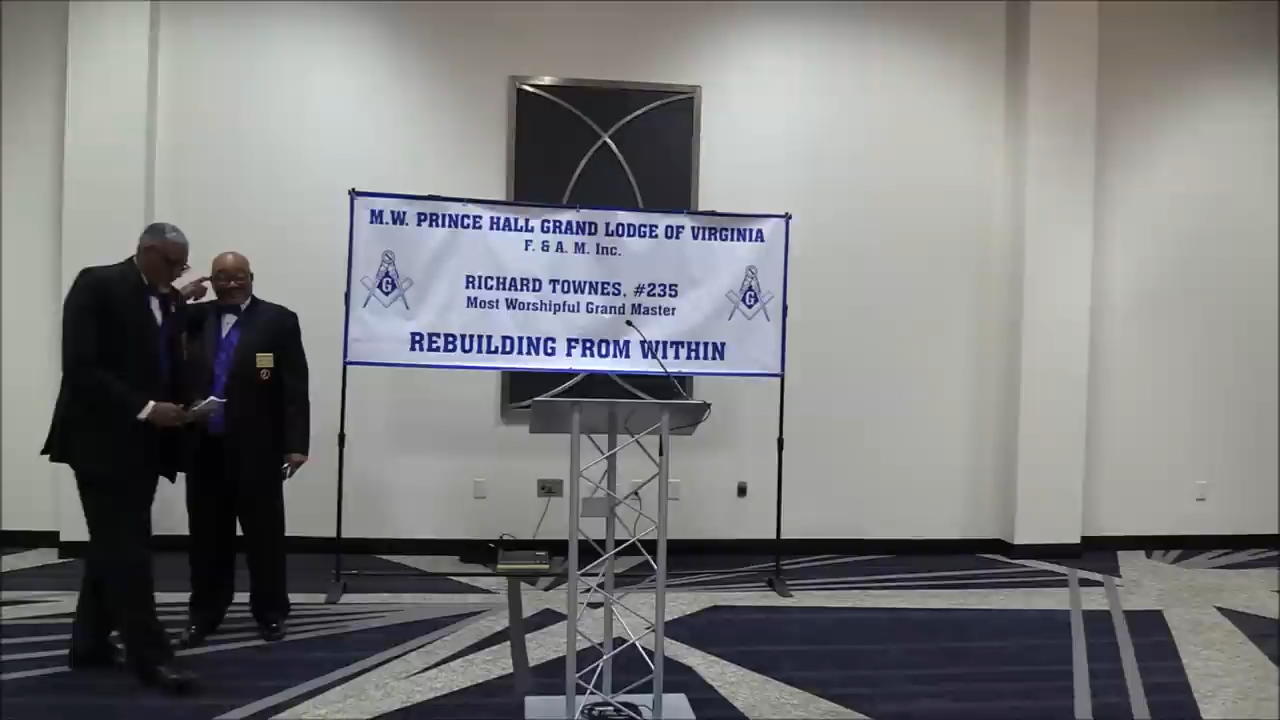 M.W. PRINCE HALL GRAND LODGE OF VIRGINIA
F. & A. M. Inc.
G
G
RICHARD TOWNES, #235
Most Worshipful Grand Master
REBUILDING FROM WITHIN